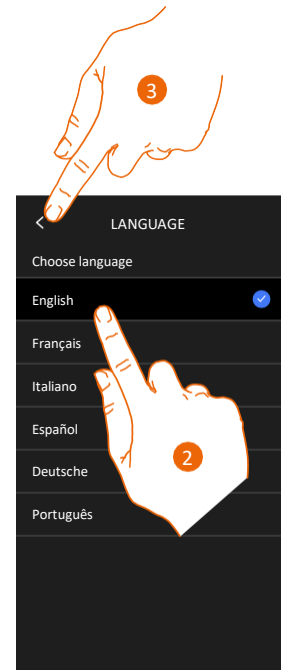 3
LANGUAGE
Choose language
English
Français
Italiano
Español
2
Deutsche
Português